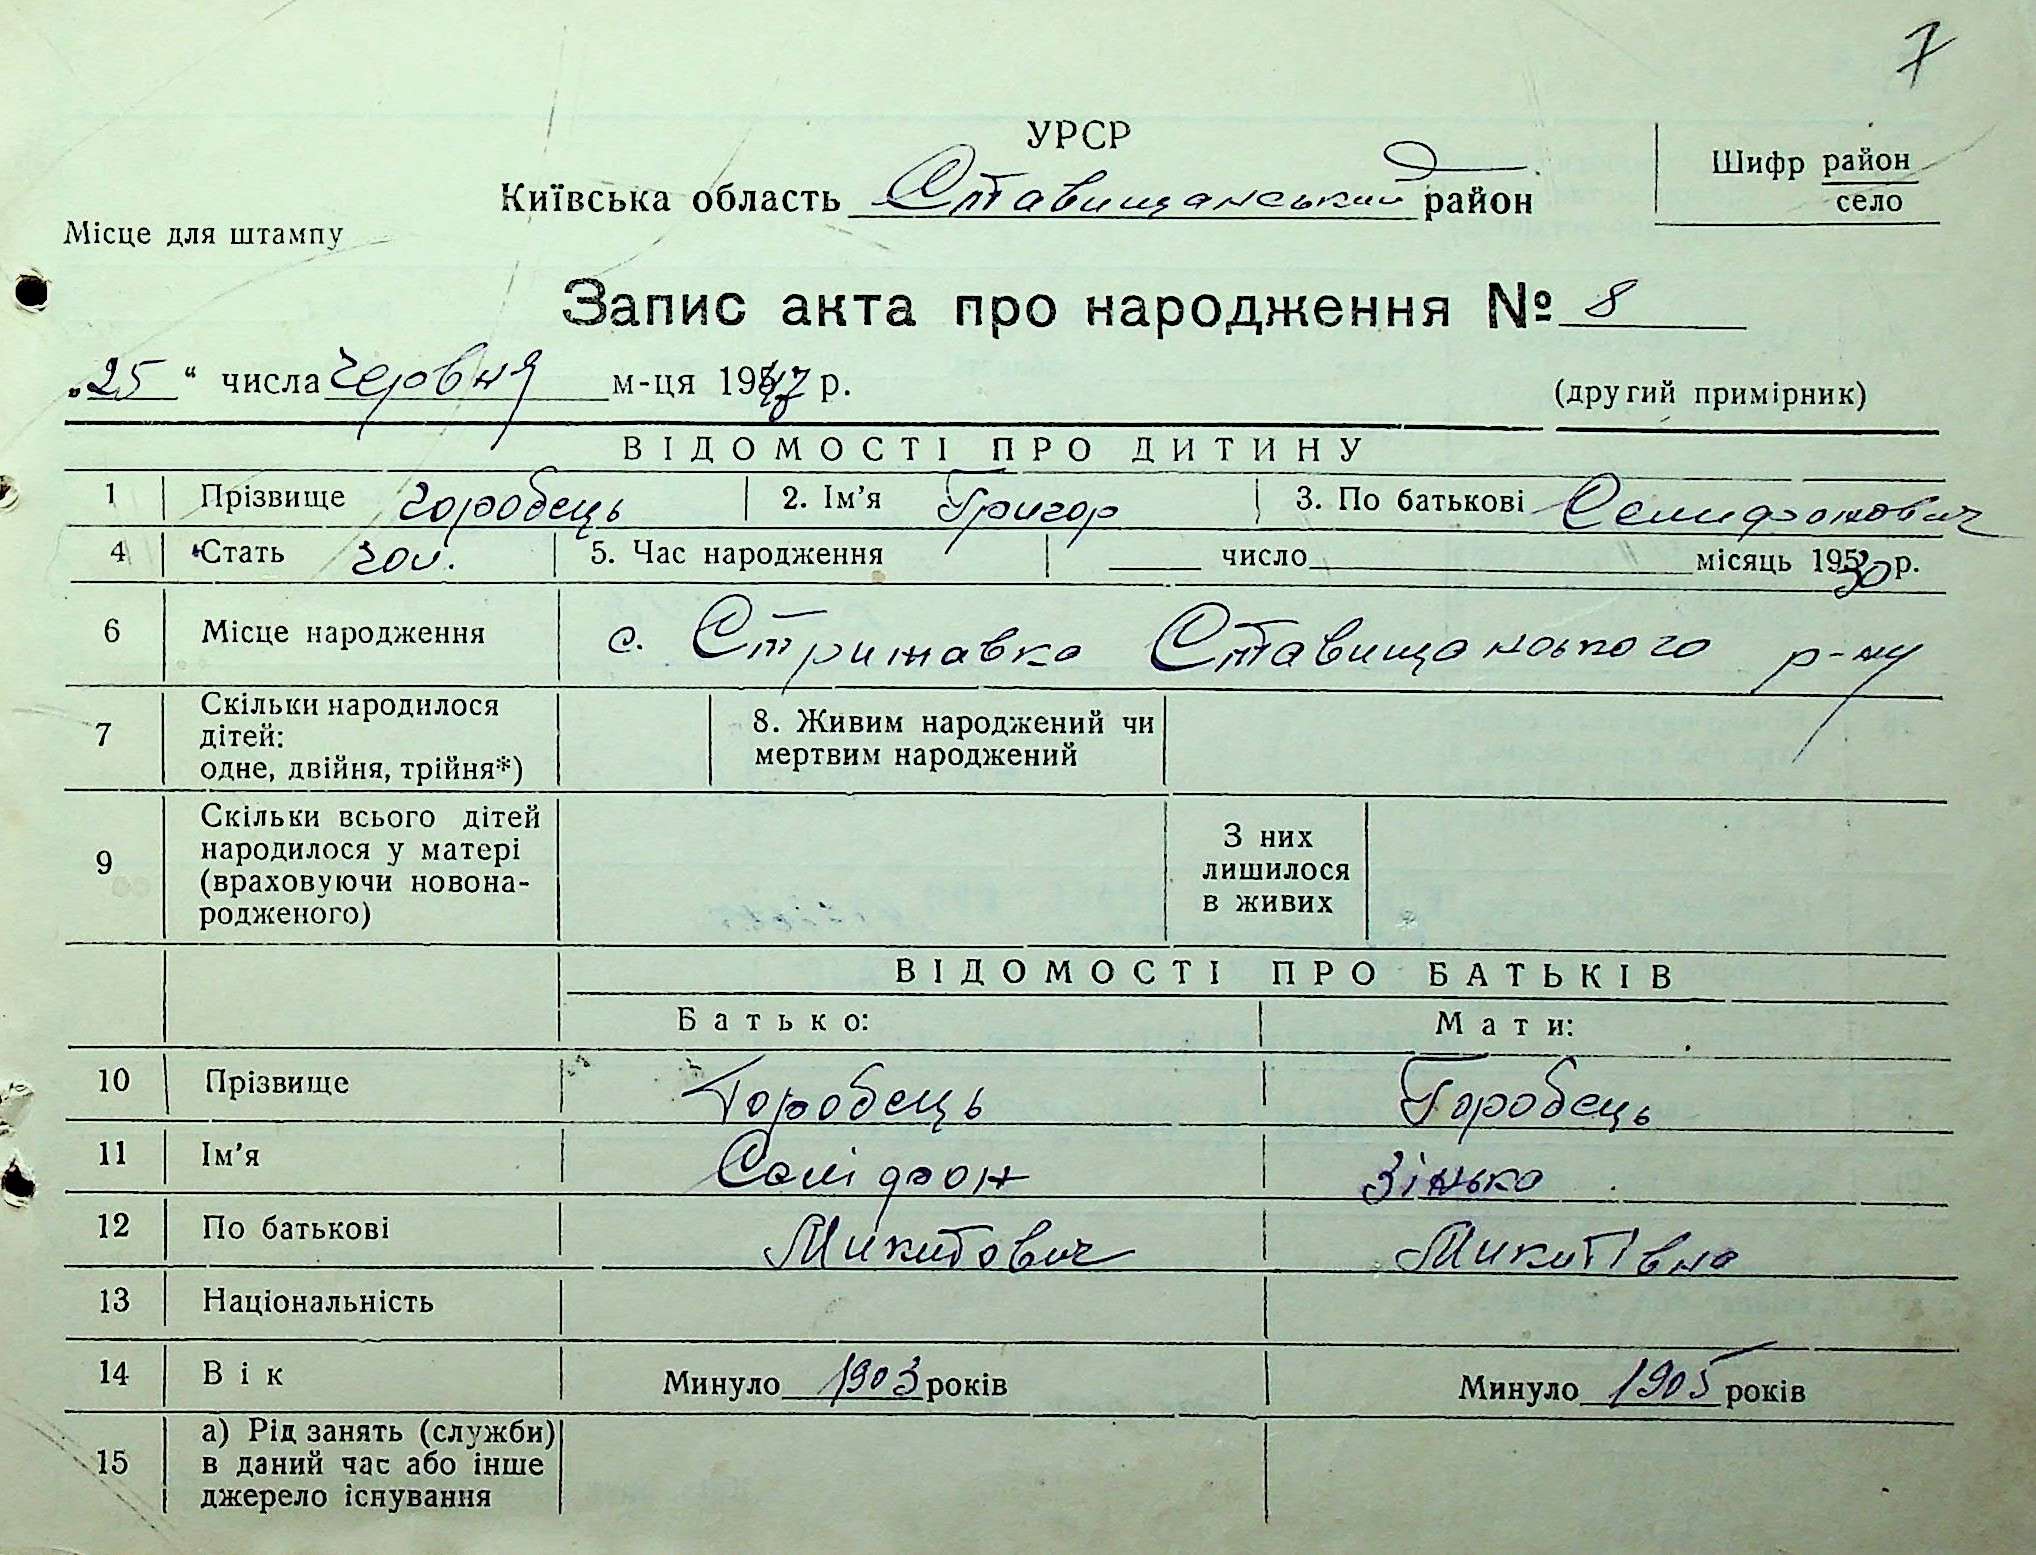 7
УРСР
Київська область Ставищанський район
Шифр район
село
Місце для штампу
Запис акта про народження № 8
„25“ числа червня м-ця 1947 р.
(другий примірник)
ВІДОМОСТІ ПРО ДИТИНУ
1 Прізвище Горобець 2. Ім’я Григор 3. По батькові
4 Стать чол. 5. Час народження число місяць 1930 р.
6 Місце народження с. Стрижавка Ставищанського р-ну
7 Скільки народилося дітей: одне, двійня, трійня*) 8. Живим народжений чи мертвим народжений
9 Скільки всього дітей народилося у матері (враховуючи новона-родженого) З них лишилося в живих
ВІДОМОСТІ ПРО БАТЬКІВ
Батько: Мати:
10 Прізвище Горобець Горобець
11 Ім’я Самідфон Зінька
12 По батькові Микитович Микитівна
13 Національність
14 Вік Минуло 1903 років Минуло 1905 років
15 а) Рід занять (служби) в даний час або інше джерело існування